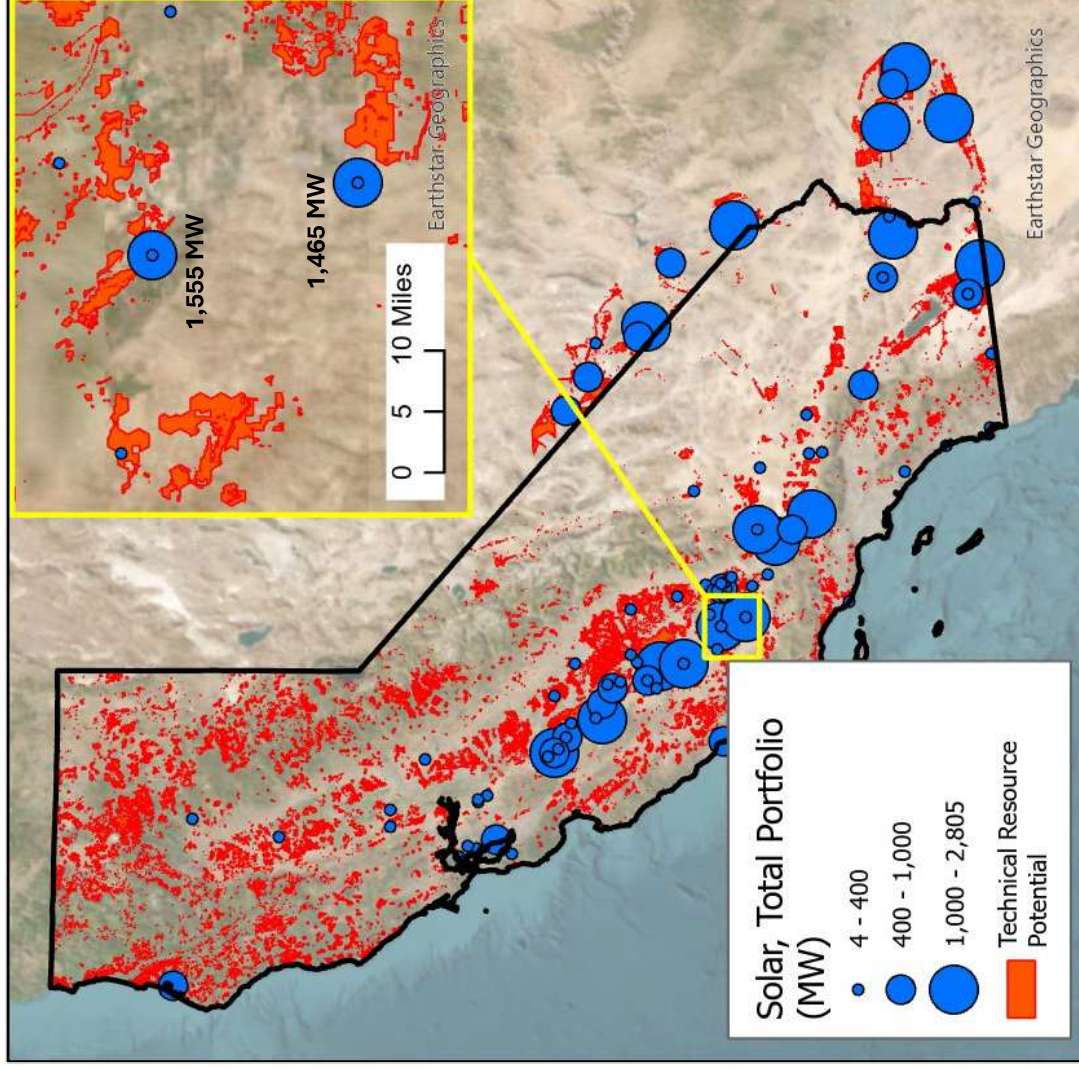 1,555 MW
1,465 MW
Earthstar Geographics
0 5 10 Miles
Earthstar Geographics
Solar, Total Portfolio
(MW)
4 - 400
400 - 1,000
1,000 - 2,805
Technical Resource
Potential